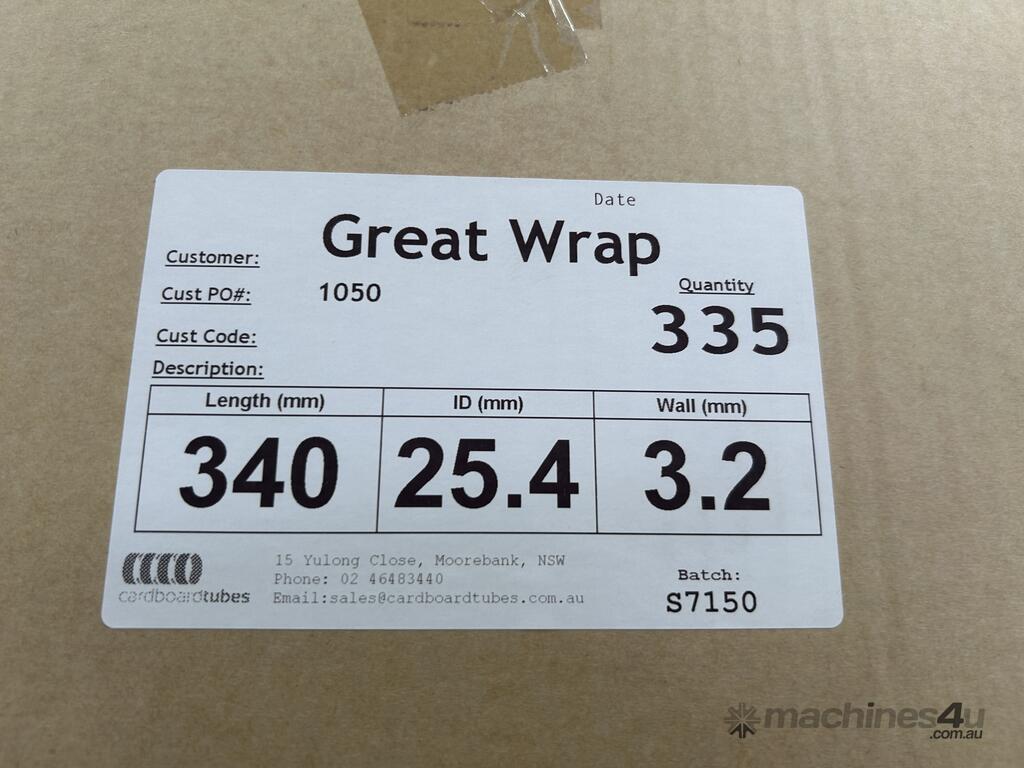 Date
Customer: Great Wrap
Cust PO#: 1050
Quantity
335
Cust Code:
Description:
Length (mm) ID (mm) Wall (mm)
340 25.4 3.2
15 Yulong Close, Moorebank, NSW
Phone: 02 46483440
Email:sales@cardboardtubes.com.au
cardboardtubes
Batch:
S7150
machines4u
.com.au